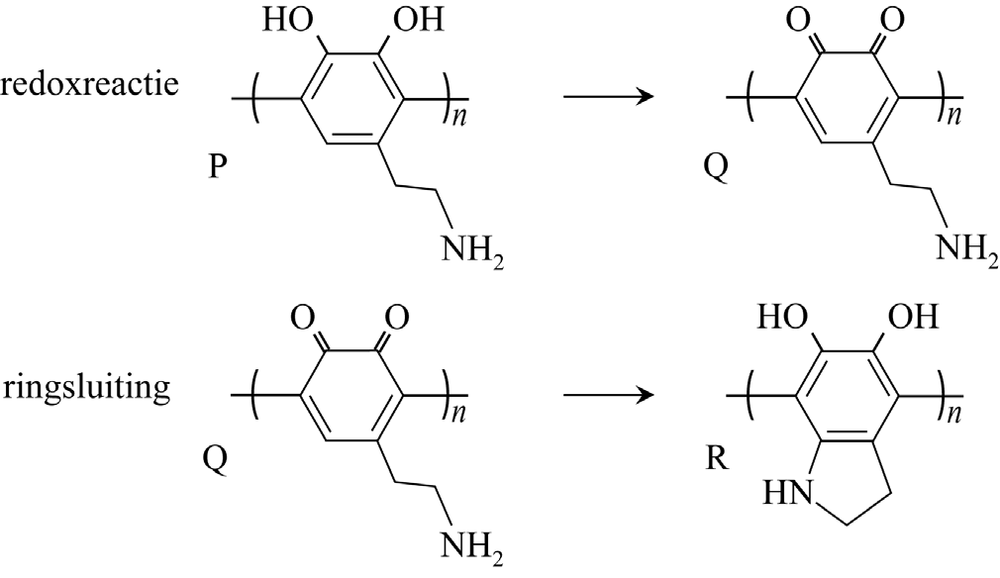 HO OH O O
redoxreactie ( )n ( )n
P Q
NH2 NH2
O O HO OH
ringsluiting ( )n ( )n
Q R
HN
NH2